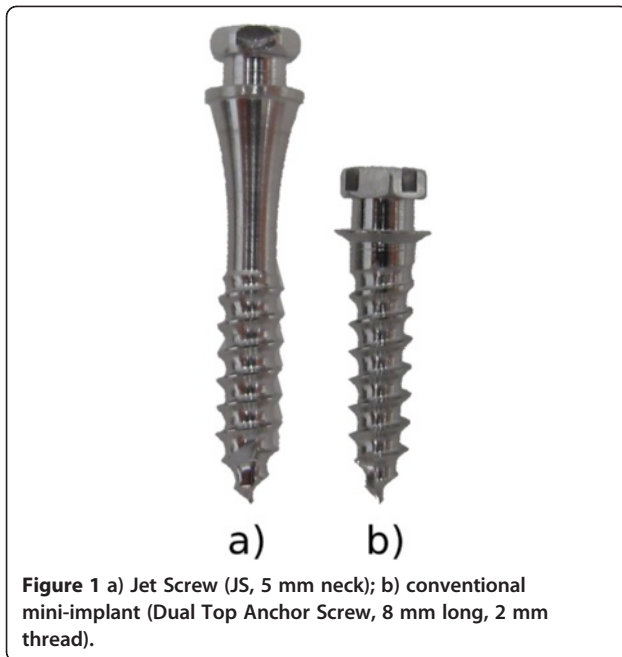 a) b)
Figure 1 a) Jet Screw (JS, 5 mm neck); b) conventional
mini-implant (Dual Top Anchor Screw, 8 mm long, 2 mm
thread).